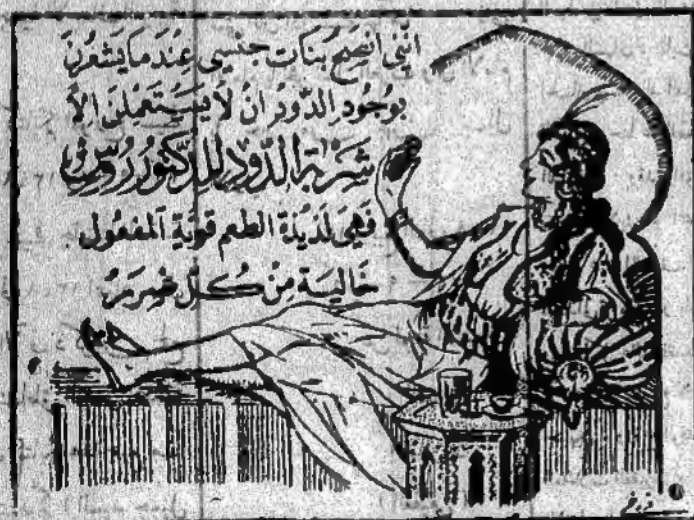 انني انصح بنات جنسي عندما يشعرن
بوجود الدود ان لا يستعملن الا
شربة الدود للدكتور روس
فهي لذيذة الطعم قوية المفعول
خالية من كل ضرر